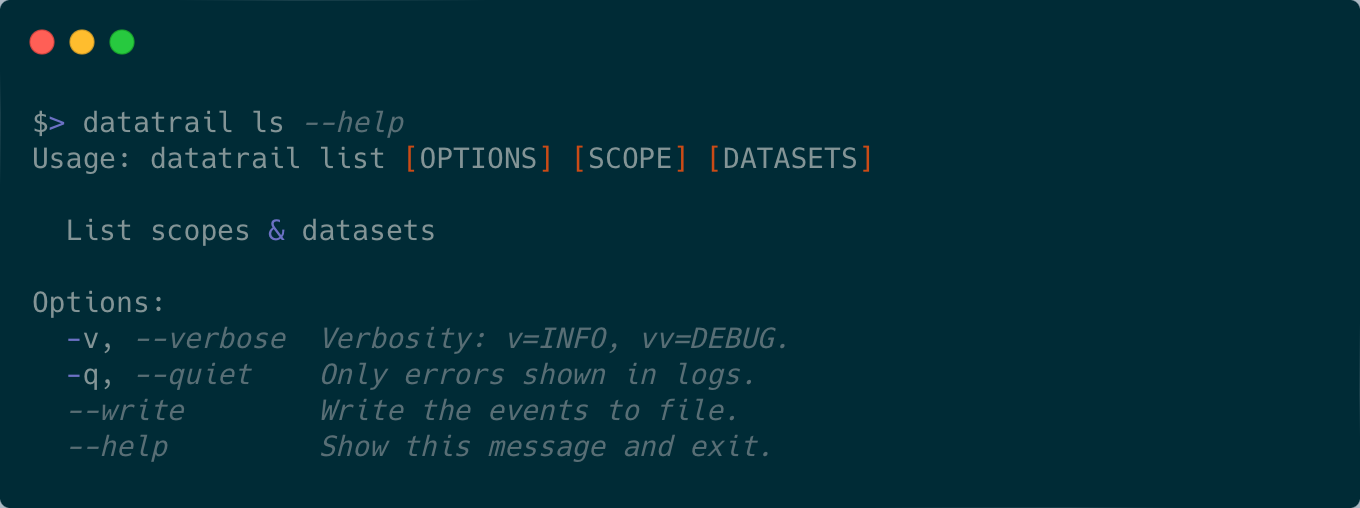 $> datatrail ls --help
Usage: datatrail list [OPTIONS] [SCOPE] [DATASETS]
List scopes & datasets
Options:
-v, --verbose  Verbosity: v=INFO, vv=DEBUG.
-q, --quiet    Only errors shown in logs.
--write        Write the events to file.
--help         Show this message and exit.